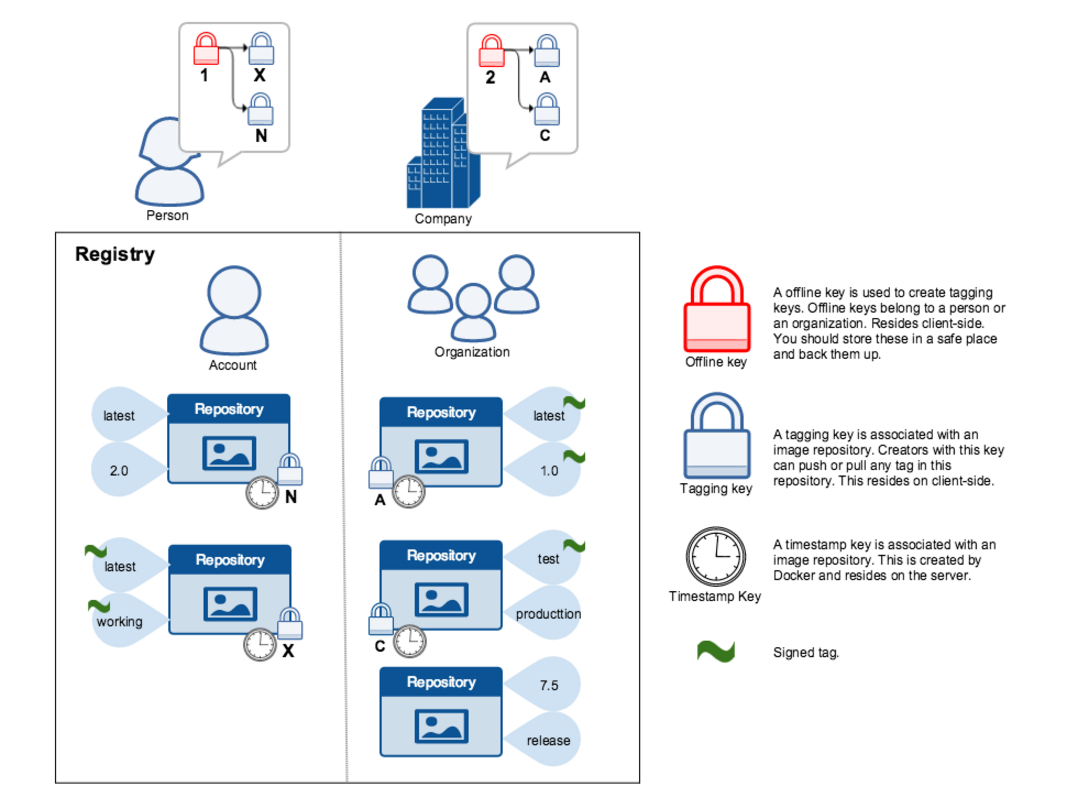 1
X
N
2
A
C
Person
Company
Registry
Account
Organization
latest
Repository
2.0
N
Repository
latest
1.0
A
latest
Repository
working
X
Repository
test
producttion
C
Repository
7.5
release
A offline key is used to create tagging
keys. Offline keys belong to a person or
an organization. Resides client-side.
You should store these in a safe place
and back them up.
Offline key
A tagging key is associated with an
image repository. Creators with this key
can push or pull any tag in this
repository. This resides on client-side.
Tagging key
A timestamp key is associated with an
image repository. This is created by
Docker and resides on the server.
Timestamp Key
Signed tag.